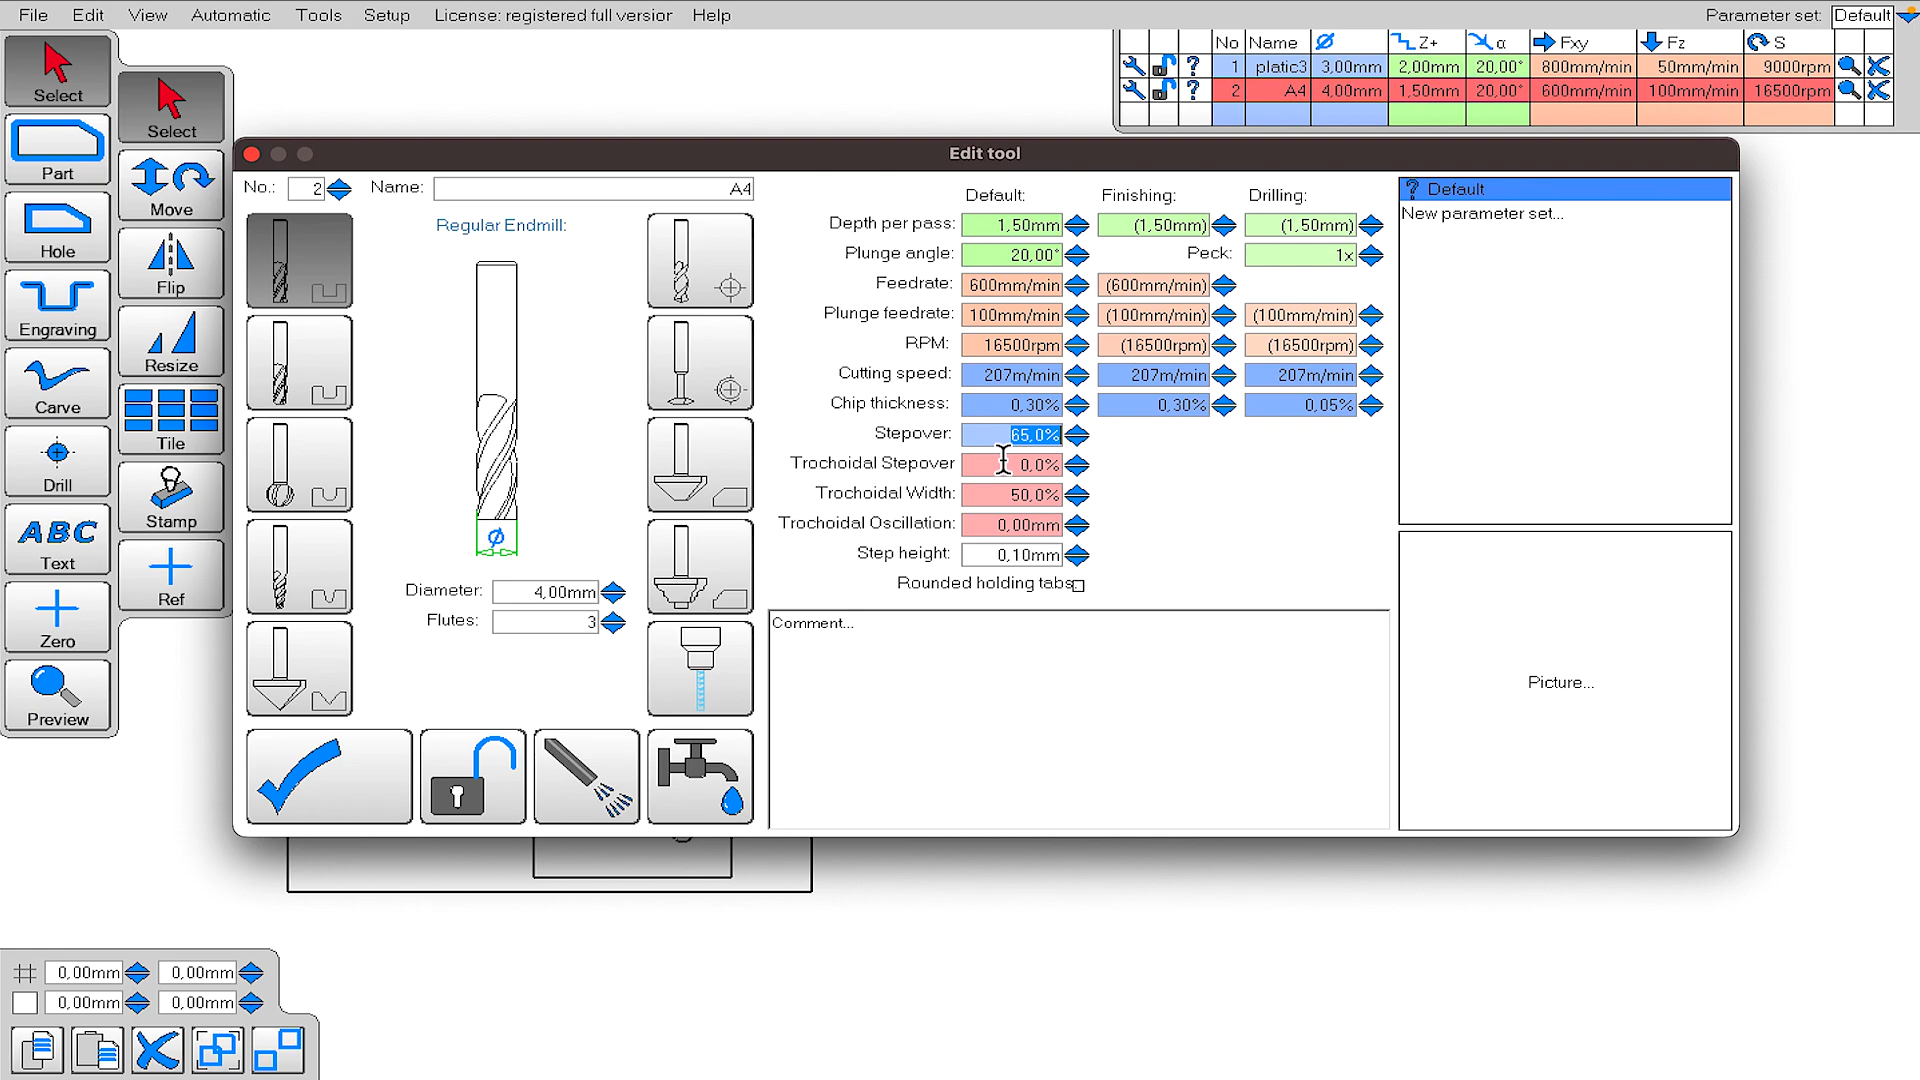 File Edit View Automatic Tools Setup License: registered full versior Help
Parameter set: Default
No Name Ø Z+ α Fxy Fz S
1 platic3 3,00mm 2,00mm 20,00° 800mm/min 50mm/min 9000rpm
2 A4 4,00mm 1,50mm 20,00° 600mm/min 100mm/min 16500rpm
Select
Part
Hole
Engraving
Carve
Drill
ABC
Text
Zero
Preview
Select
Move
Flip
Resize
Tile
Stamp
Ref
Edit tool
No.: 2 Name: A4
Regular Endmill:
Ø
Diameter: 4,00mm
Flutes: 3
Default: Finishing: Drilling:
Depth per pass: 1,50mm (1,50mm) (1,50mm)
Plunge angle: 20,00° Peck: 1x
Feedrate: 600mm/min (600mm/min)
Plunge feedrate: 100mm/min (100mm/min) (100mm/min)
RPM: 16500rpm (16500rpm) (16500rpm)
Cutting speed: 207m/min 207m/min 207m/min
Chip thickness: 0,30% 0,30% 0,05%
Stepover: 65,0%
Trochoidal Stepover 0,0%
Trochoidal Width: 50,0%
Trochoidal Oscillation: 0,00mm
Step height: 0,10mm
Rounded holding tabs
Comment...
? Default
New parameter set...
Picture...
0,00mm 0,00mm
0,00mm 0,00mm